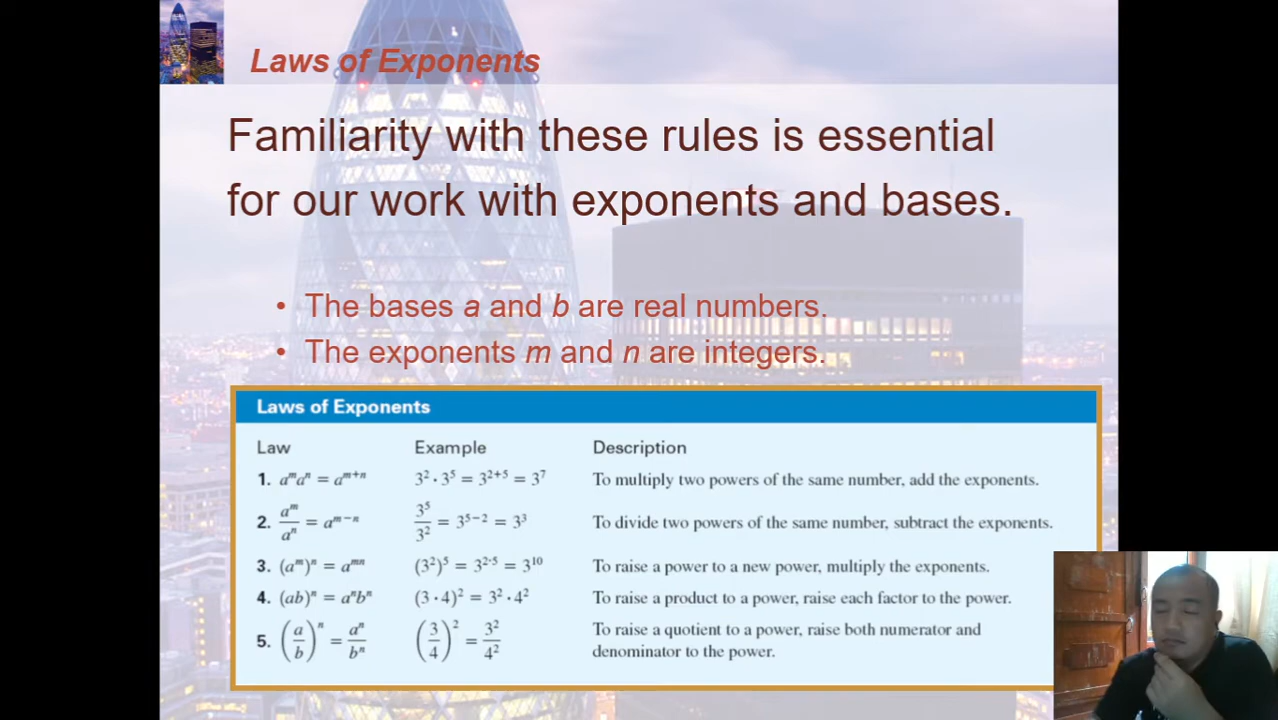 Laws of Exponents
Familiarity with these rules is essential
for our work with exponents and bases.
• The bases a and b are real numbers.
• The exponents m and n are integers.
Laws of Exponents
Law Example Description
1. aᵐaⁿ = aᵐ⁺ⁿ 3² · 3⁵ = 3²⁺⁵ = 3⁷ To multiply two powers of the same number, add the exponents.
2. aᵐ/aⁿ = aᵐ⁻ⁿ 3⁵/3² = 3⁵⁻² = 3³ To divide two powers of the same number, subtract the exponents.
3. (aᵐ)ⁿ = aᵐⁿ (3²)⁵ = 3²·⁵ = 3¹⁰ To raise a power to a new power, multiply the exponents.
4. (ab)ⁿ = aⁿbⁿ (3 · 4)² = 3² · 4² To raise a product to a power, raise each factor to the power.
5. (a/b)ⁿ = aⁿ/bⁿ (3/4)² = 3²/4² To raise a quotient to a power, raise both numerator and
denominator to the power.